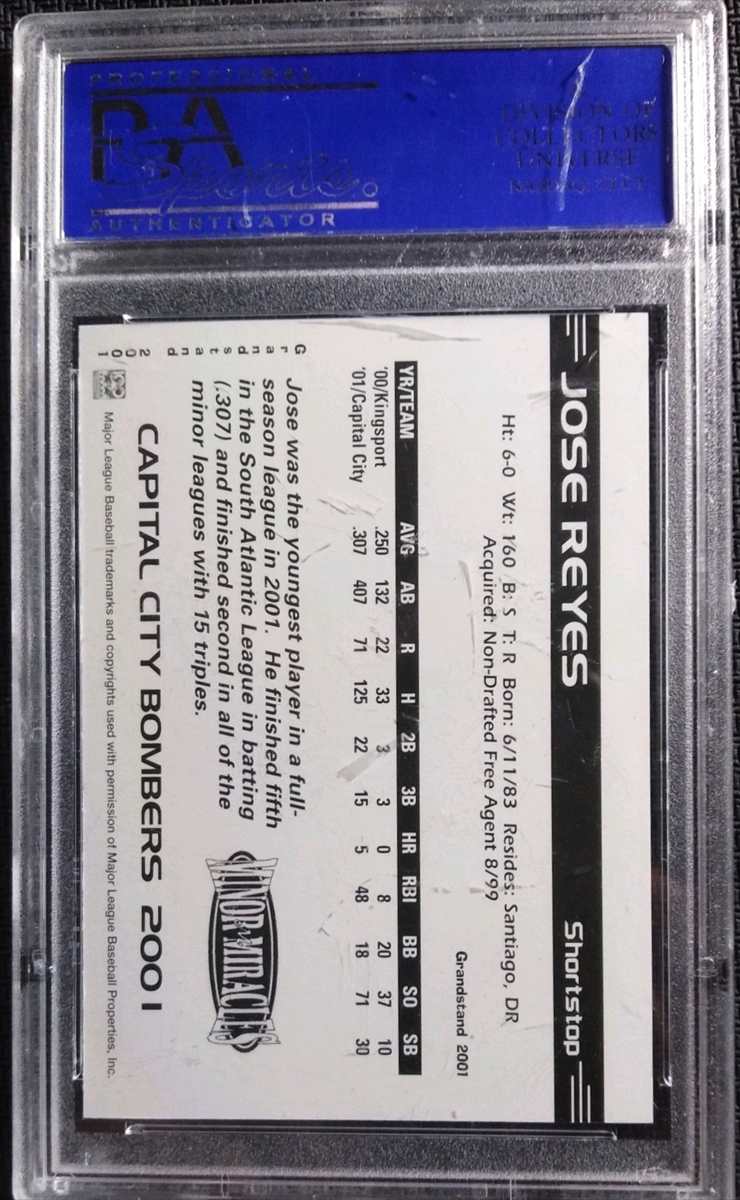 PROFESSIONAL
PSA
Sports
AUTHENTICATOR
DIVISION OF
COLLECTORS
UNIVERSE
NASDAQ: CLCT
JOSE REYES Shortstop
Ht: 6-0 Wt: 160 B: S T: R Born: 6/11/83 Resides: Santiago, DR
Acquired: Non-Drafted Free Agent 8/99
Grandstand 2001
YR/TEAM AVG AB R H 2B 3B HR RBI BB SO SB
'00/Kingsport .250 132 22 33 3 3 0 8 20 37 10
'01/Capital City .307 407 71 125 22 15 5 48 18 71 30
Jose was the youngest player in a full-
season league in 2001. He finished fifth
in the South Atlantic League in batting
(.307) and finished second in all of the
minor leagues with 15 triples.
MINOR MIRACLES
Grandstand
2001
CAPITAL CITY BOMBERS 2001
Major League Baseball trademarks and copyrights used with permission of Major League Baseball Properties, Inc.